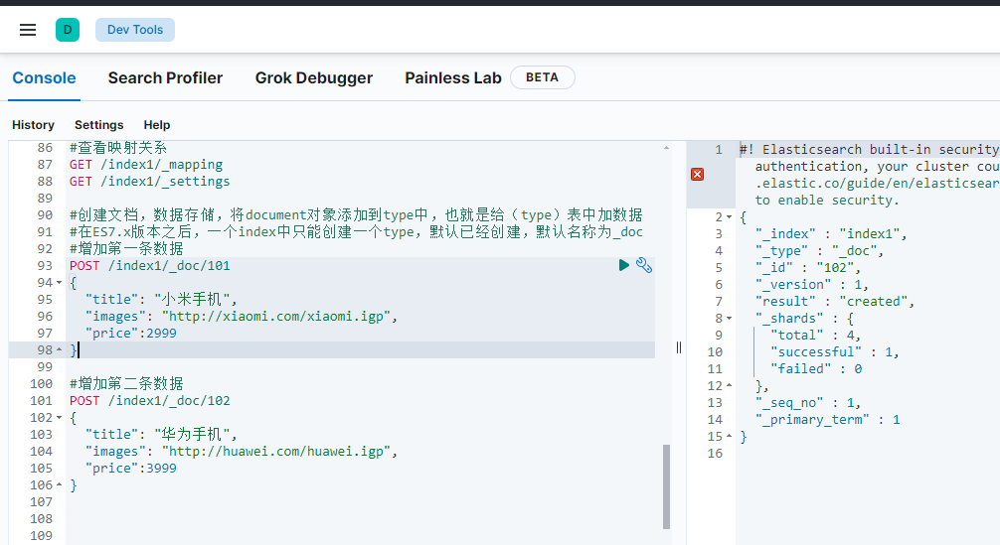 D
Dev Tools
Console Search Profiler Grok Debugger Painless Lab BETA
History Settings Help
86 #查看映射关系
87 GET /index1/_mapping
88 GET /index1/_settings
89
90 #创建文档，数据存储，将document对象添加到type中，也就是给（type）表中加数据
91 #在ES7.x版本之后，一个index中只能创建一个type，默认已经创建，默认名称为_doc
92 #增加第一条数据
93 POST /index1/_doc/101
94 {
95 "title": "小米手机",
96 "images": "http://xiaomi.com/xiaomi.igp",
97 "price":2999
98 }
99
100 #增加第二条数据
101 POST /index1/_doc/102
102 {
103 "title": "华为手机",
104 "images": "http://huawei.com/huawei.igp",
105 "price":3999
106 }
107
108
109
1 #! Elasticsearch built-in security
authentication, your cluster cou
.elastic.co/guide/en/elasticsear
to enable security.
2 {
3 "_index" : "index1",
4 "_type" : "_doc",
5 "_id" : "102",
6 "_version" : 1,
7 "result" : "created",
8 "_shards" : {
9 "total" : 4,
10 "successful" : 1,
11 "failed" : 0
12 },
13 "_seq_no" : 1,
14 "_primary_term" : 1
15 }
16